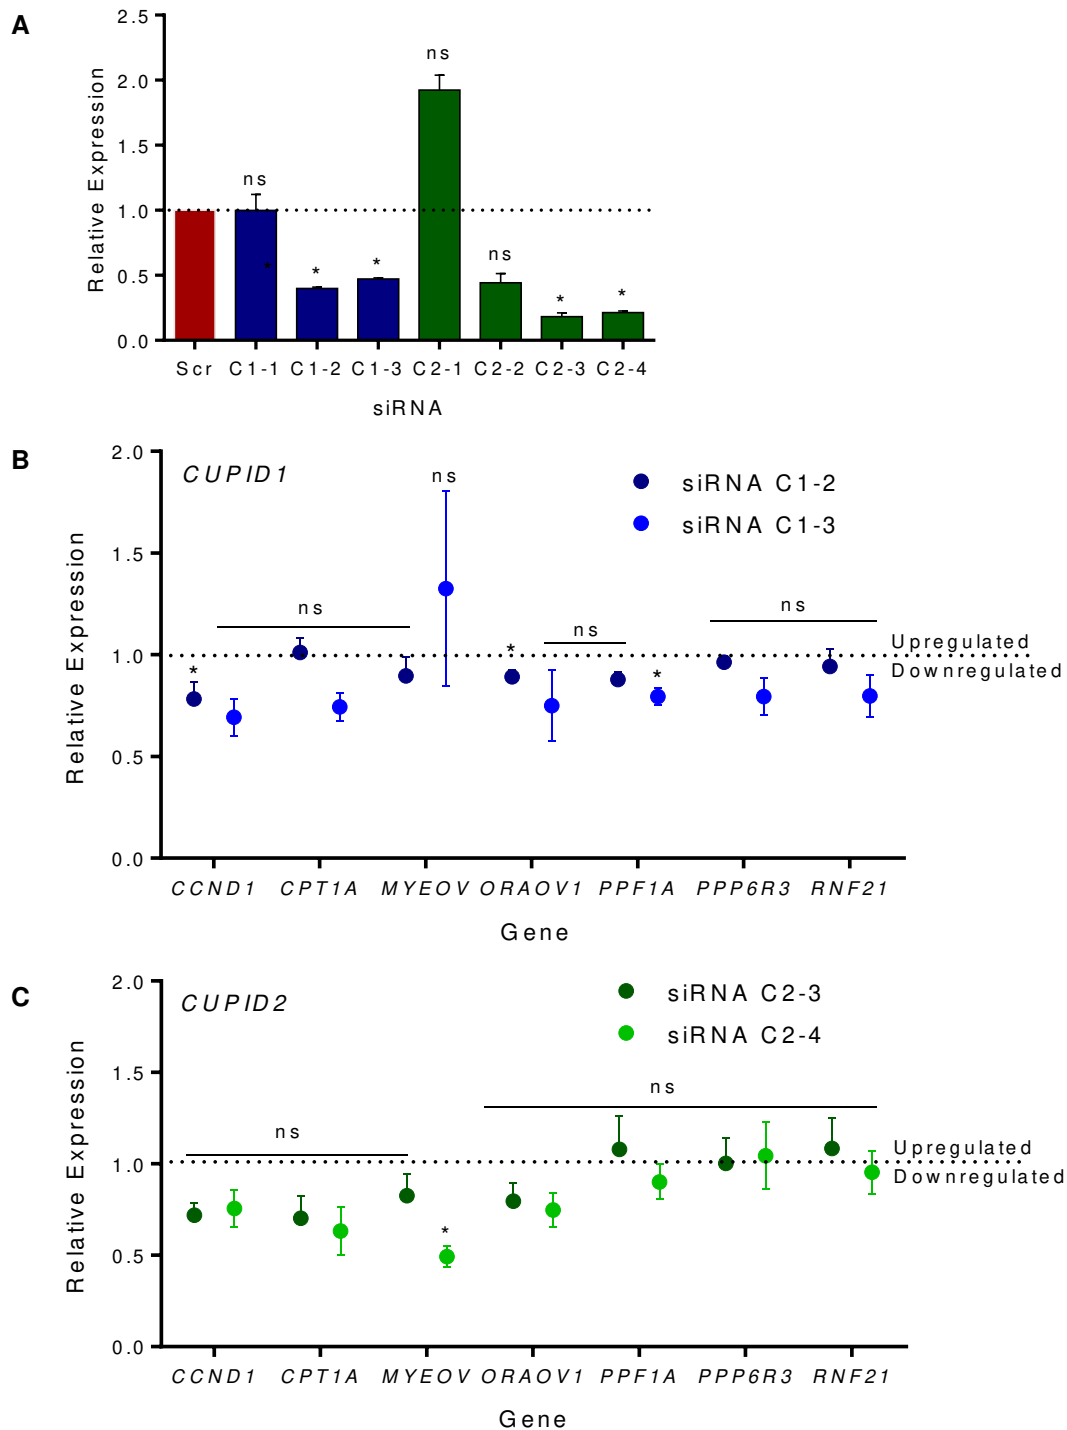 A
2.5
2.0
1.5
1.0
0.5
0.0
Relative Expression
ns
ns
*
*
*
ns
*
*
Scr C1-1 C1-2 C1-3 C2-1 C2-2 C2-3 C2-4
siRNA
B
2.0
1.5
1.0
0.5
0.0
Relative Expression
CUPID1
siRNA C1-2
siRNA C1-3
ns
ns
ns
ns
*
*
*
Upregulated
Downregulated
CCND1 CPT1A MYEOV ORAOV1 PPF1A PPP6R3 RNF21
Gene
C
2.0
1.5
1.0
0.5
0.0
Relative Expression
CUPID2
siRNA C2-3
siRNA C2-4
ns
ns
*
Upregulated
Downregulated
CCND1 CPT1A MYEOV ORAOV1 PPF1A PPP6R3 RNF21
Gene